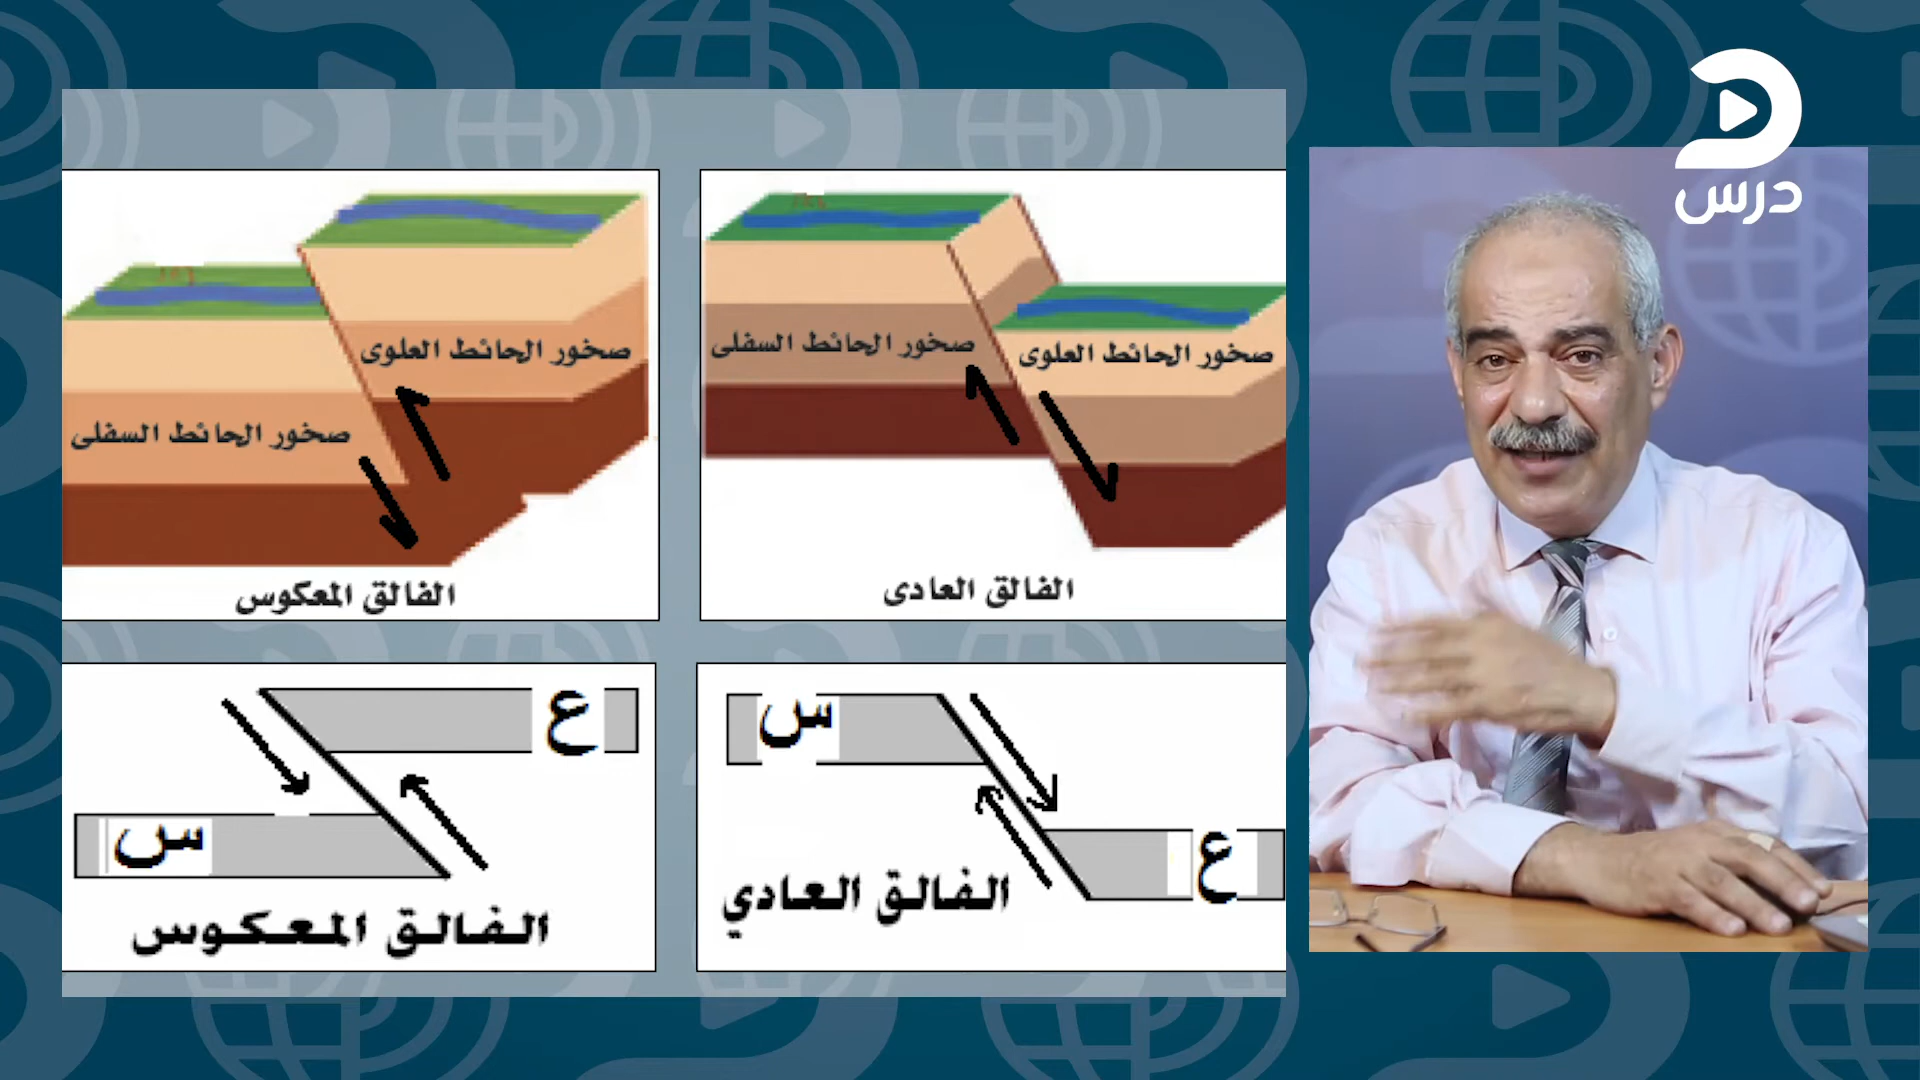 درس
صخور الحائط السفلى
صخور الحائط العلوى
الفالق العادى
صخور الحائط العلوى
صخور الحائط السفلى
الفالق المعكوس
س
ع
الفالق العادي
ع
س
الفالق المعكوس